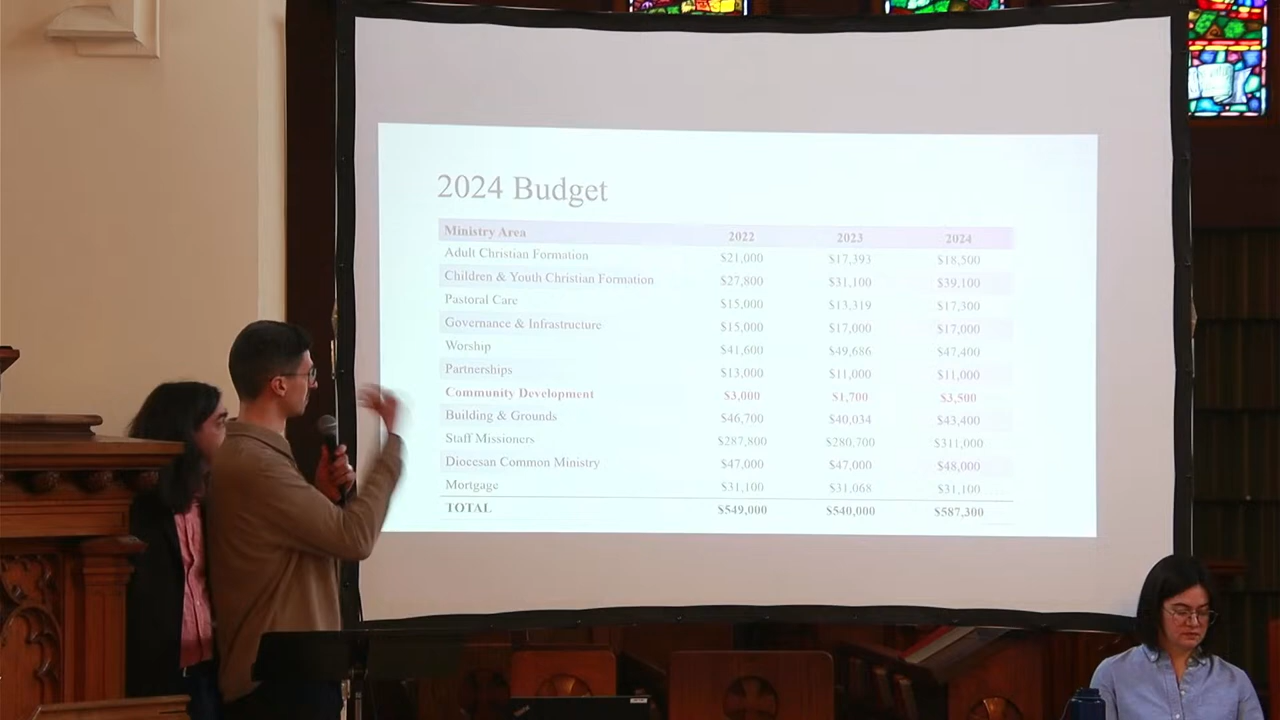 2024 Budget
Ministry Area 2022 2023 2024
Adult Christian Formation $21,000 $17,393 $18,500
Children & Youth Christian Formation $27,800 $31,100 $39,100
Pastoral Care $15,000 $13,319 $17,300
Governance & Infrastructure $15,000 $17,000 $17,000
Worship $41,600 $49,686 $47,400
Partnerships $13,000 $11,000 $11,000
Community Development $3,000 $1,700 $3,500
Building & Grounds $46,700 $40,034 $43,400
Staff Missioners $287,800 $280,700 $311,000
Diocesan Common Ministry $47,000 $47,000 $48,000
Mortgage $31,100 $31,068 $31,100
TOTAL $549,000 $540,000 $587,300